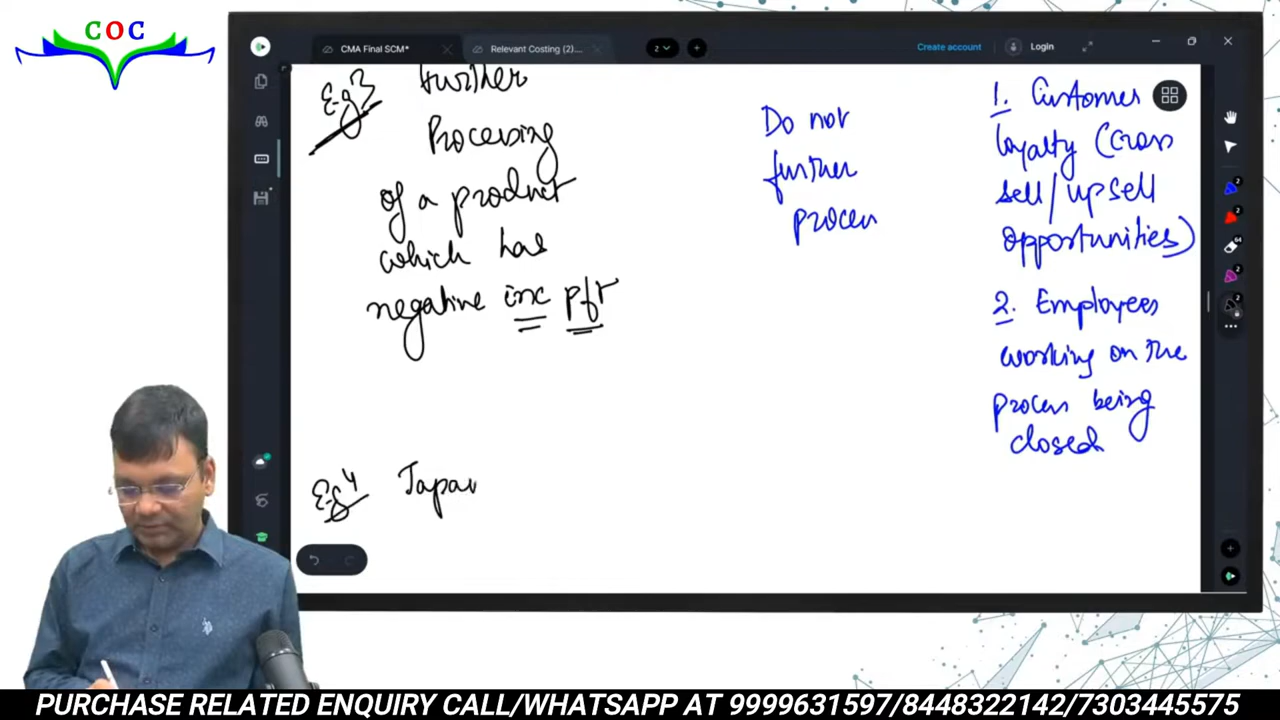 COC
CMA Final SCM*
Relevant Costing (2)....
2
Create account
Login
E.g 3 further
Processing
of a product
which has
negative inc pft
Do not
further
process
1. Customer
loyalty (cross
sell/upsell
opportunities)
2. Employees
working on the
process being
closed
E.g 4 Japan
PURCHASE RELATED ENQUIRY CALL/WHATSAPP AT 9999631597/8448322142/7303445575